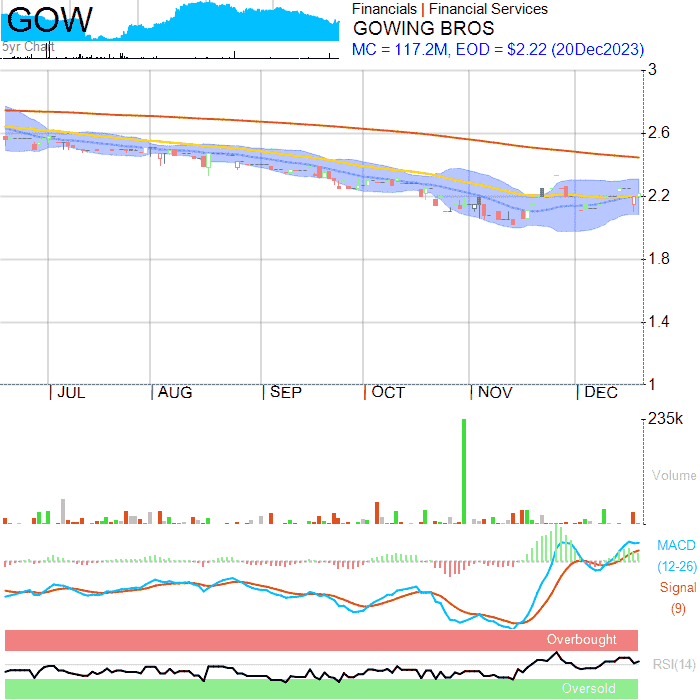 GOW
5yr Chart
Financials | Financial Services
GOWING BROS
MC = 117.2M, EOD = $2.22 (20Dec2023)
3
2.6
2.2
1.8
1.4
1
JUL
AUG
SEP
OCT
NOV
DEC
235k
Volume
MACD
(12-26)
Signal
(9)
Overbought
RSI(14)
Oversold